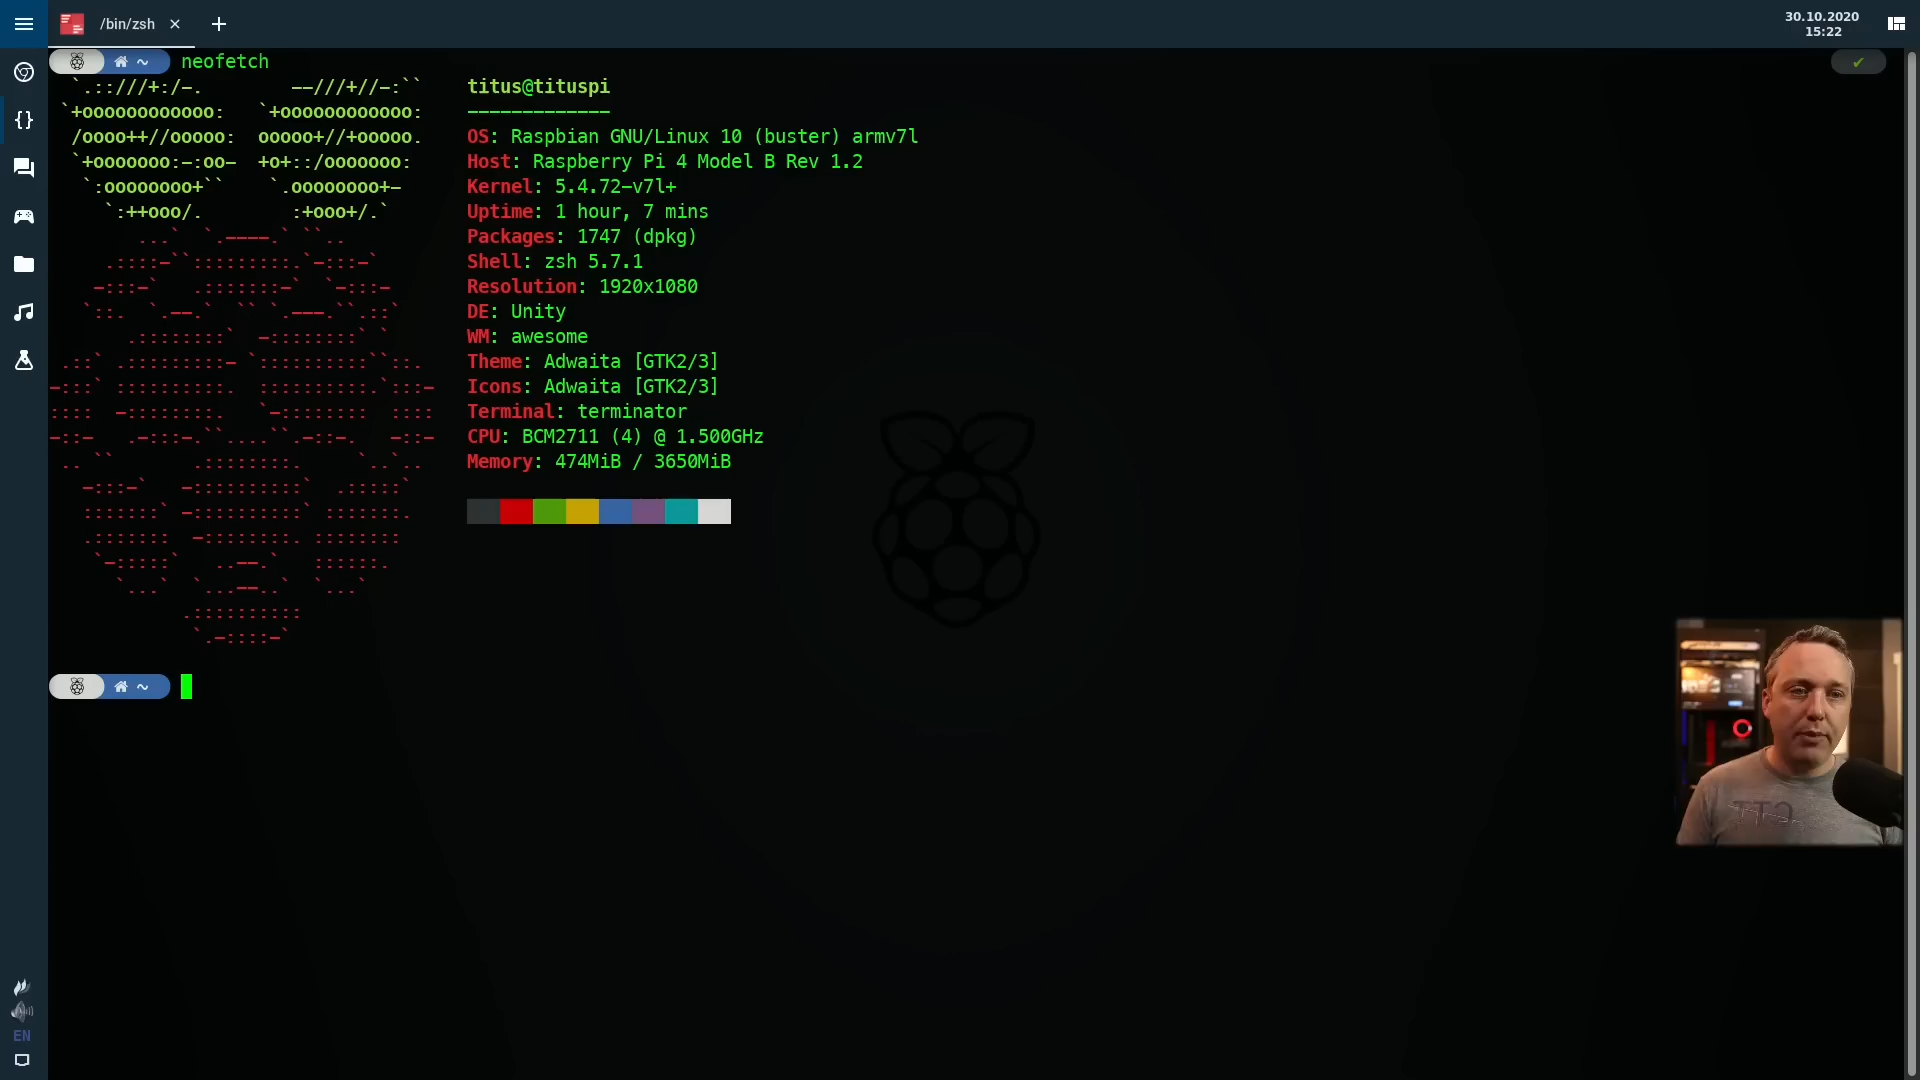 /bin/zsh
30.10.2020
15:22
~ neofetch
titus@tituspi
-------------
OS: Raspbian GNU/Linux 10 (buster) armv7l
Host: Raspberry Pi 4 Model B Rev 1.2
Kernel: 5.4.72-v7l+
Uptime: 1 hour, 7 mins
Packages: 1747 (dpkg)
Shell: zsh 5.7.1
Resolution: 1920x1080
DE: Unity
WM: awesome
Theme: Adwaita [GTK2/3]
Icons: Adwaita [GTK2/3]
Terminal: terminator
CPU: BCM2711 (4) @ 1.500GHz
Memory: 474MiB / 3650MiB
~
EN